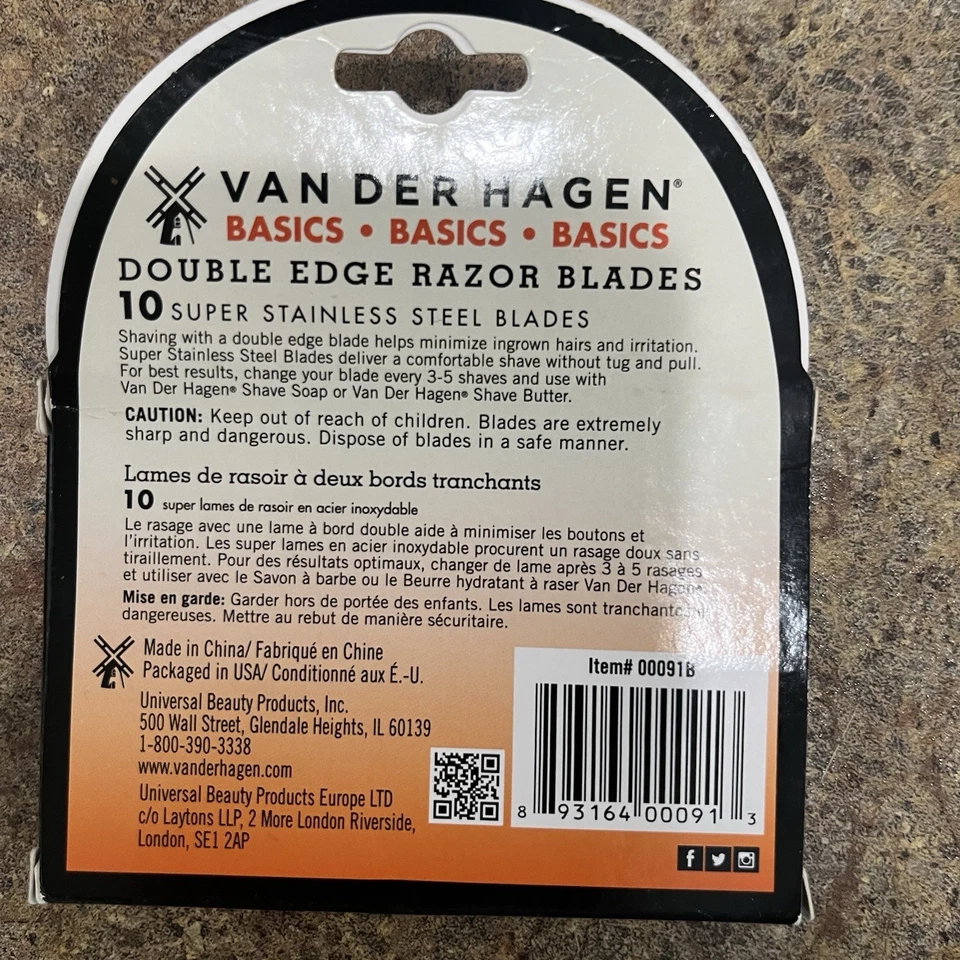 VAN DER HAGEN®
BASICS • BASICS • BASICS
DOUBLE EDGE RAZOR BLADES
10 SUPER STAINLESS STEEL BLADES
Shaving with a double edge blade helps minimize ingrown hairs and irritation.
Super Stainless Steel Blades deliver a comfortable shave without tug and pull.
For best results, change your blade every 3-5 shaves and use with
Van Der Hagen® Shave Soap or Van Der Hagen® Shave Butter.
CAUTION: Keep out of reach of children. Blades are extremely
sharp and dangerous. Dispose of blades in a safe manner.
Lames de rasoir à deux bords tranchants
10 super lames de rasoir en acier inoxydable
Le rasage avec une lame à bord double aide à minimiser les boutons et
l'irritation. Les super lames en acier inoxydable procurent un rasage doux sans
tiraillement. Pour des résultats optimaux, changer de lame après 3 à 5 rasages
et utiliser avec le Savon à barbe ou le Beurre hydratant à raser Van Der Hagen®
Mise en garde: Garder hors de portée des enfants. Les lames sont
dangereuses. Mettre au rebut de manière sécuritaire.
Made in China/ Fabriqué en Chine
Packaged in USA/ Conditionné aux É.-U.
Universal Beauty Products, Inc.
500 Wall Street, Glendale Heights, IL 60139
1-800-390-3338
www.vanderhagen.com
Universal Beauty Products Europe LTD
c/o Laytons LLP, 2 More London Riverside,
London, SE1 2AP
Item# 00091B
8 93164 00091 3